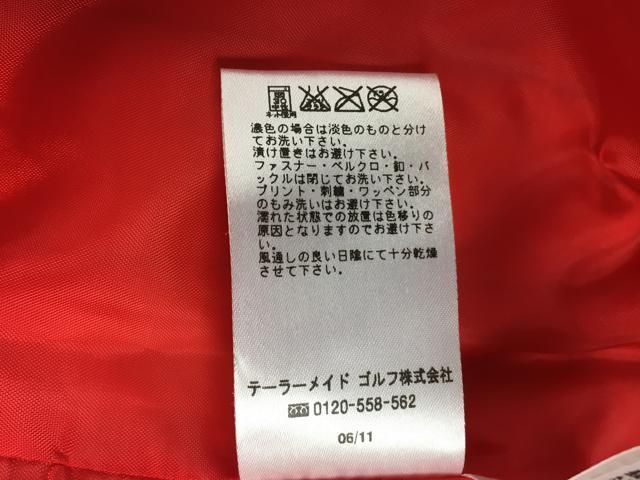 ネット使用
濃色の場合は淡色のものと分け
てお洗い下さい。
漬け置きはお避け下さい。
ファスナー・ベルクロ・釦・バ
ックルは閉じてお洗い下さい。
プリント・刺繍・ワッペン部分
のもみ洗いはお避け下さい。
濡れた状態での放置は色移りの
原因となりますのでお避け下さ
い。
風通しの良い日陰にて十分乾燥
させて下さい。
テーラーメイド ゴルフ株式会社
0120-558-562
06/11